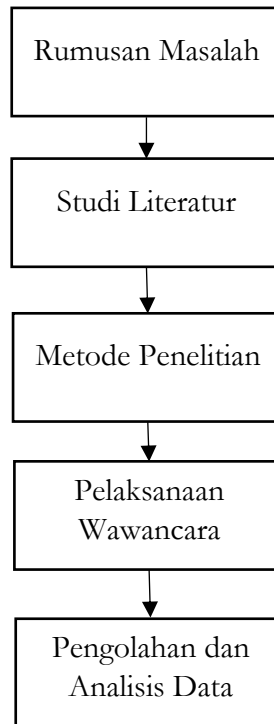 Rumusan Masalah
Studi Literatur
Metode Penelitian
Pelaksanaan
Wawancara
Pengolahan dan
Analisis Data